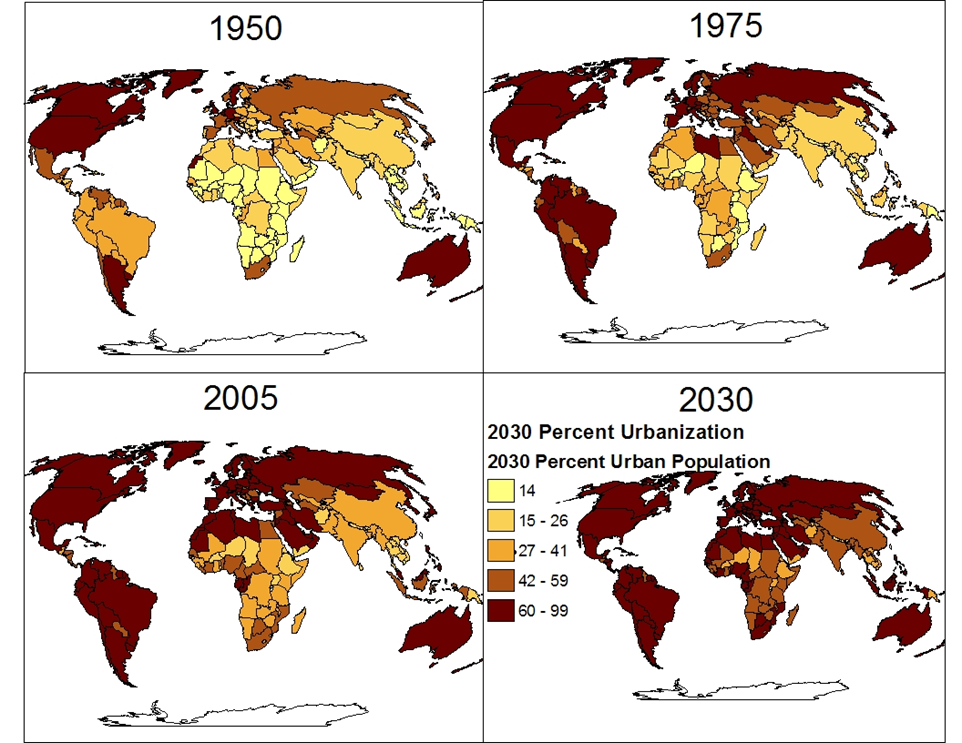 1950
1975
2005
2030
2030 Percent Urbanization
2030 Percent Urban Population
14
15 - 26
27 - 41
42 - 59
60 - 99